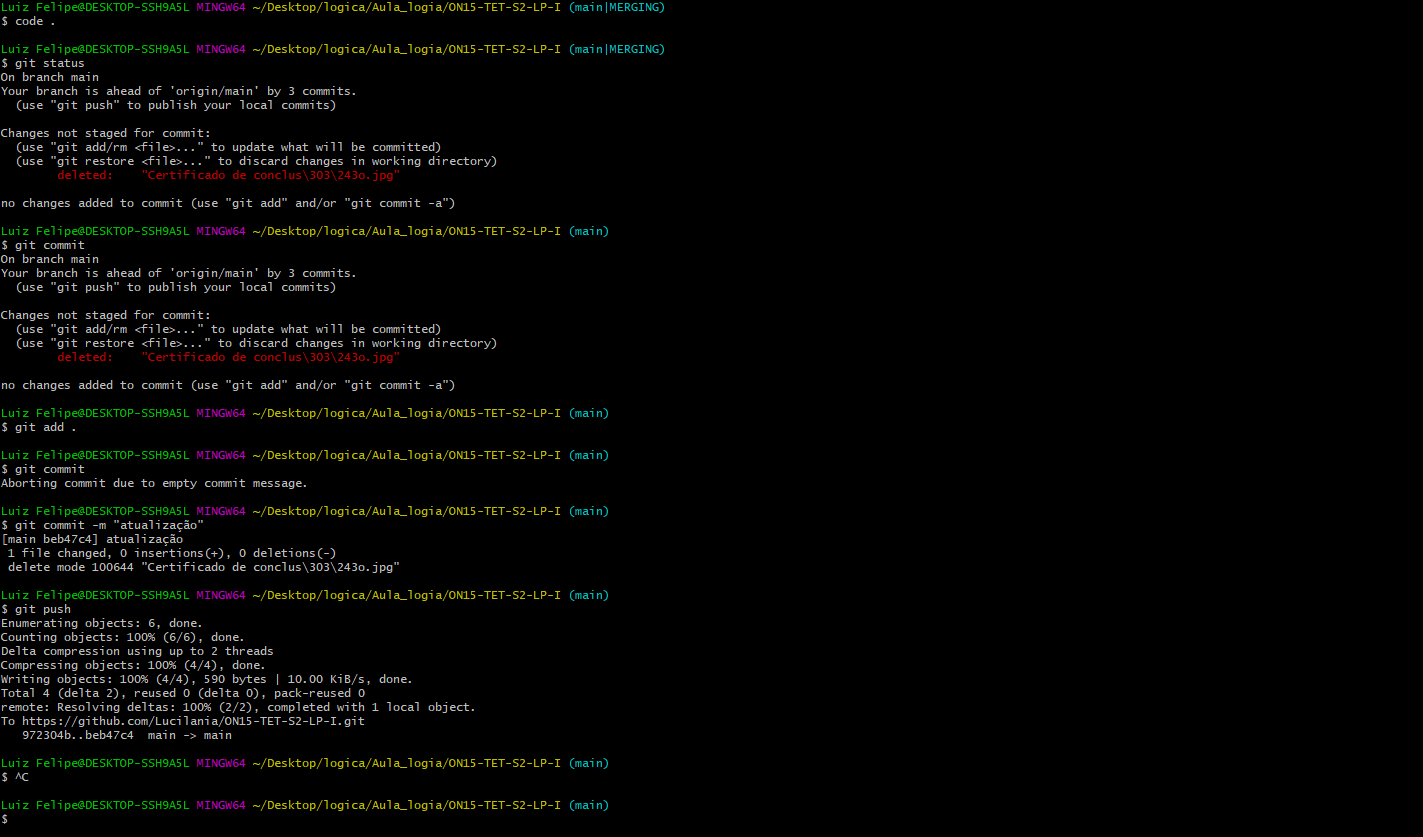 Luiz Felipe@DESKTOP-SSH9A5L MINGW64 ~/Desktop/logica/Aula_logia/ON15-TET-S2-LP-I (main|MERGING)
$ code .
Luiz Felipe@DESKTOP-SSH9A5L MINGW64 ~/Desktop/logica/Aula_logia/ON15-TET-S2-LP-I (main|MERGING)
$ git status
On branch main
Your branch is ahead of 'origin/main' by 3 commits.
  (use "git push" to publish your local commits)
Changes not staged for commit:
  (use "git add/rm <file>..." to update what will be committed)
  (use "git restore <file>..." to discard changes in working directory)
        deleted:    "Certificado de conclus\303\243o.jpg"
no changes added to commit (use "git add" and/or "git commit -a")
Luiz Felipe@DESKTOP-SSH9A5L MINGW64 ~/Desktop/logica/Aula_logia/ON15-TET-S2-LP-I (main)
$ git commit
On branch main
Your branch is ahead of 'origin/main' by 3 commits.
  (use "git push" to publish your local commits)
Changes not staged for commit:
  (use "git add/rm <file>..." to update what will be committed)
  (use "git restore <file>..." to discard changes in working directory)
        deleted:    "Certificado de conclus\303\243o.jpg"
no changes added to commit (use "git add" and/or "git commit -a")
Luiz Felipe@DESKTOP-SSH9A5L MINGW64 ~/Desktop/logica/Aula_logia/ON15-TET-S2-LP-I (main)
$ git add .
Luiz Felipe@DESKTOP-SSH9A5L MINGW64 ~/Desktop/logica/Aula_logia/ON15-TET-S2-LP-I (main)
$ git commit
Aborting commit due to empty commit message.
Luiz Felipe@DESKTOP-SSH9A5L MINGW64 ~/Desktop/logica/Aula_logia/ON15-TET-S2-LP-I (main)
$ git commit -m "atualização"
[main beb47c4] atualização
 1 file changed, 0 insertions(+), 0 deletions(-)
 delete mode 100644 "Certificado de conclus\303\243o.jpg"
Luiz Felipe@DESKTOP-SSH9A5L MINGW64 ~/Desktop/logica/Aula_logia/ON15-TET-S2-LP-I (main)
$ git push
Enumerating objects: 6, done.
Counting objects: 100% (6/6), done.
Delta compression using up to 2 threads
Compressing objects: 100% (4/4), done.
Writing objects: 100% (4/4), 590 bytes | 10.00 KiB/s, done.
Total 4 (delta 2), reused 0 (delta 0), pack-reused 0
remote: Resolving deltas: 100% (2/2), completed with 1 local object.
To https://github.com/Lucilania/ON15-TET-S2-LP-I.git
   972304b..beb47c4  main -> main
Luiz Felipe@DESKTOP-SSH9A5L MINGW64 ~/Desktop/logica/Aula_logia/ON15-TET-S2-LP-I (main)
$ ^C
Luiz Felipe@DESKTOP-SSH9A5L MINGW64 ~/Desktop/logica/Aula_logia/ON15-TET-S2-LP-I (main)
$